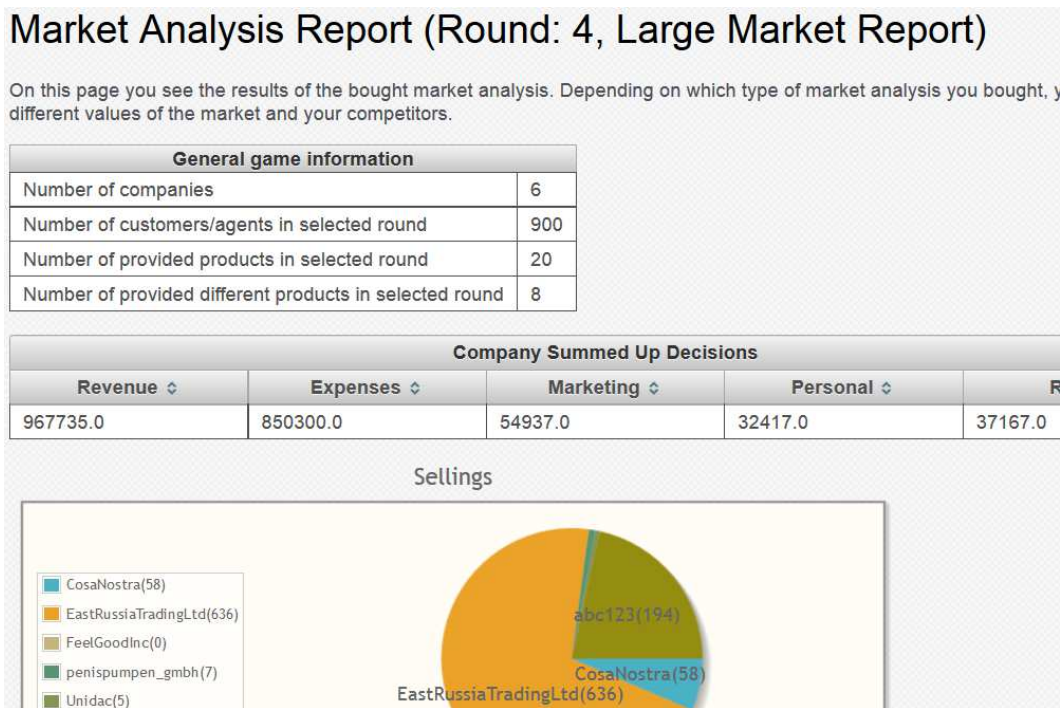 Market Analysis Report (Round: 4, Large Market Report)
On this page you see the results of the bought market analysis. Depending on which type of market analysis you bought, y
different values of the market and your competitors.
General game information
Number of companies 6
Number of customers/agents in selected round 900
Number of provided products in selected round 20
Number of provided different products in selected round 8
Company Summed Up Decisions
Revenue Expenses Marketing Personal R
967735.0 850300.0 54937.0 32417.0 37167.0
Sellings
CosaNostra(58)
EastRussiaTradingLtd(636)
FeelGoodInc(0)
penispumpen_gmbh(7)
Unidac(5)
abc123(194)
CosaNostra(58)
EastRussiaTradingLtd(636)